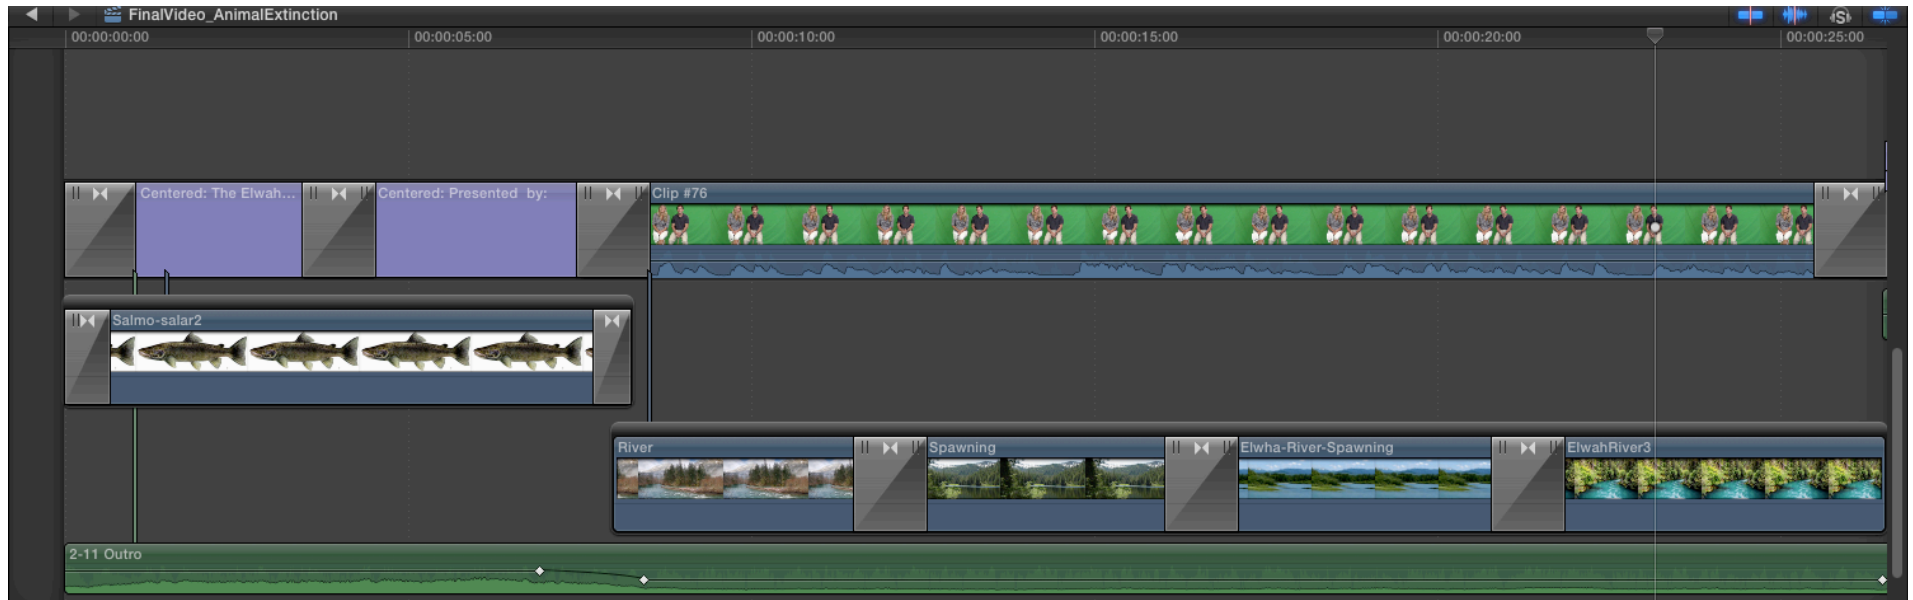 FinalVideo_AnimalExtinction
00:00:00:00 00:00:05:00 00:00:10:00 00:00:15:00 00:00:20:00 00:00:25:00
Centered: The Elwah... Centered: Presented by: Clip #76
Salmo-salar2
River Spawning Elwha-River-Spawning ElwahRiver3
2-11 Outro